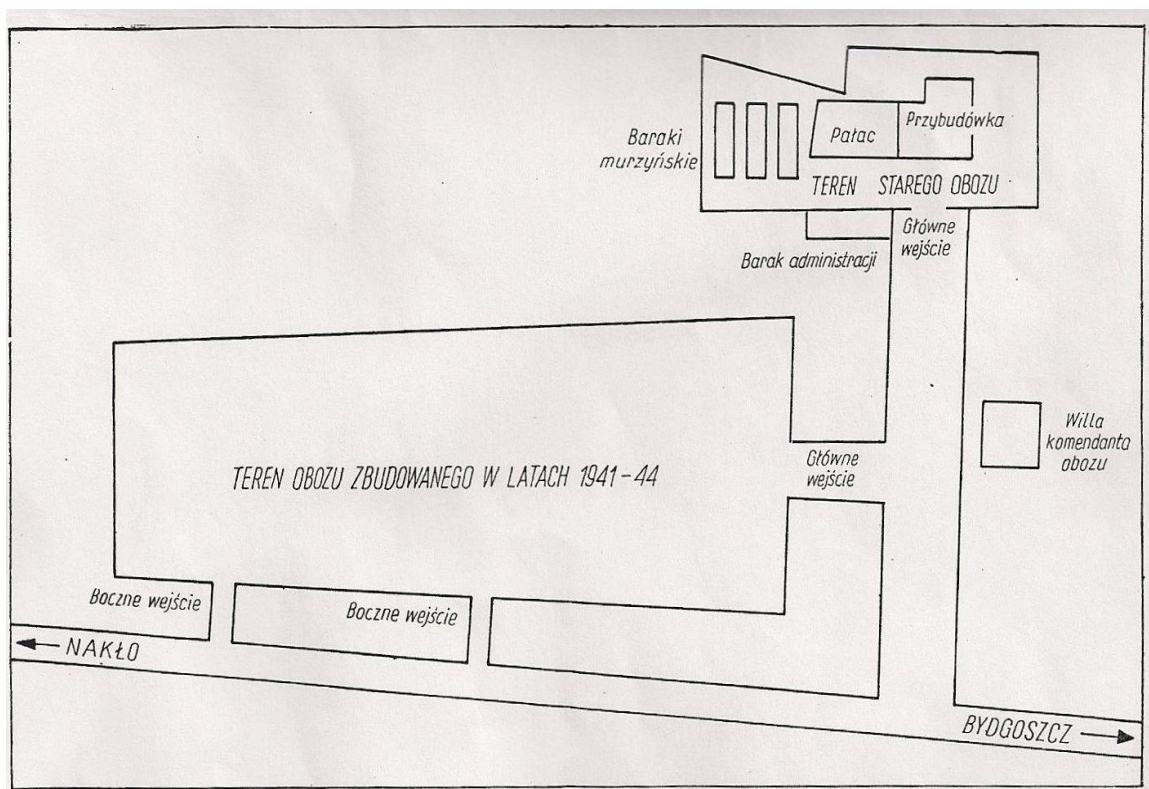 Baraki
murzyńskie
Pałac
Przybudówka
TEREN STAREGO OBOZU
Główne
wejście
Barak administracji
Willa
komendanta
obozu
TEREN OBOZU ZBUDOWANEGO W LATACH 1941-44
Główne
wejście
Boczne wejście
Boczne wejście
NAKŁO
BYDGOSZCZ